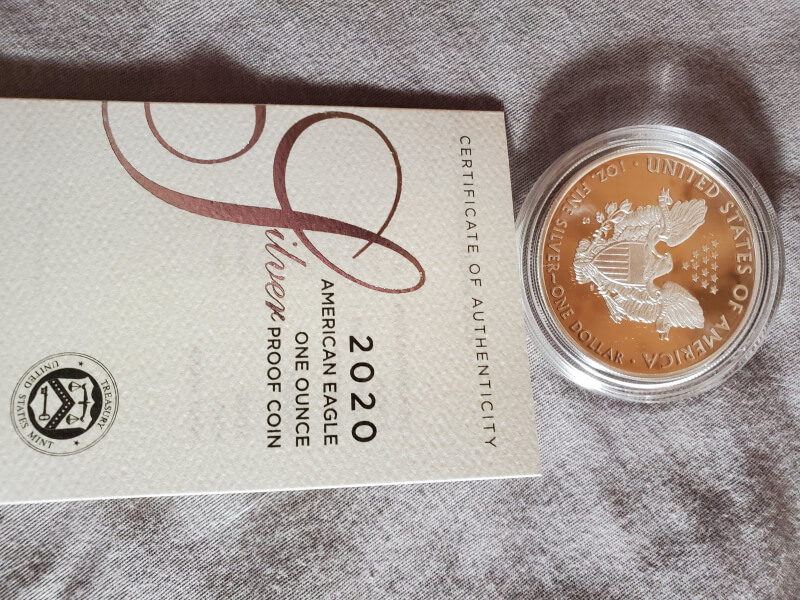 CERTIFICATE OF AUTHENTICITY
2020
AMERICAN EAGLE
ONE OUNCE
Silver PROOF COIN
TREASURY
UNITED STATES MINT
UNITED STATES OF AMERICA
1 OZ. FINE SILVER—ONE DOLLAR
S